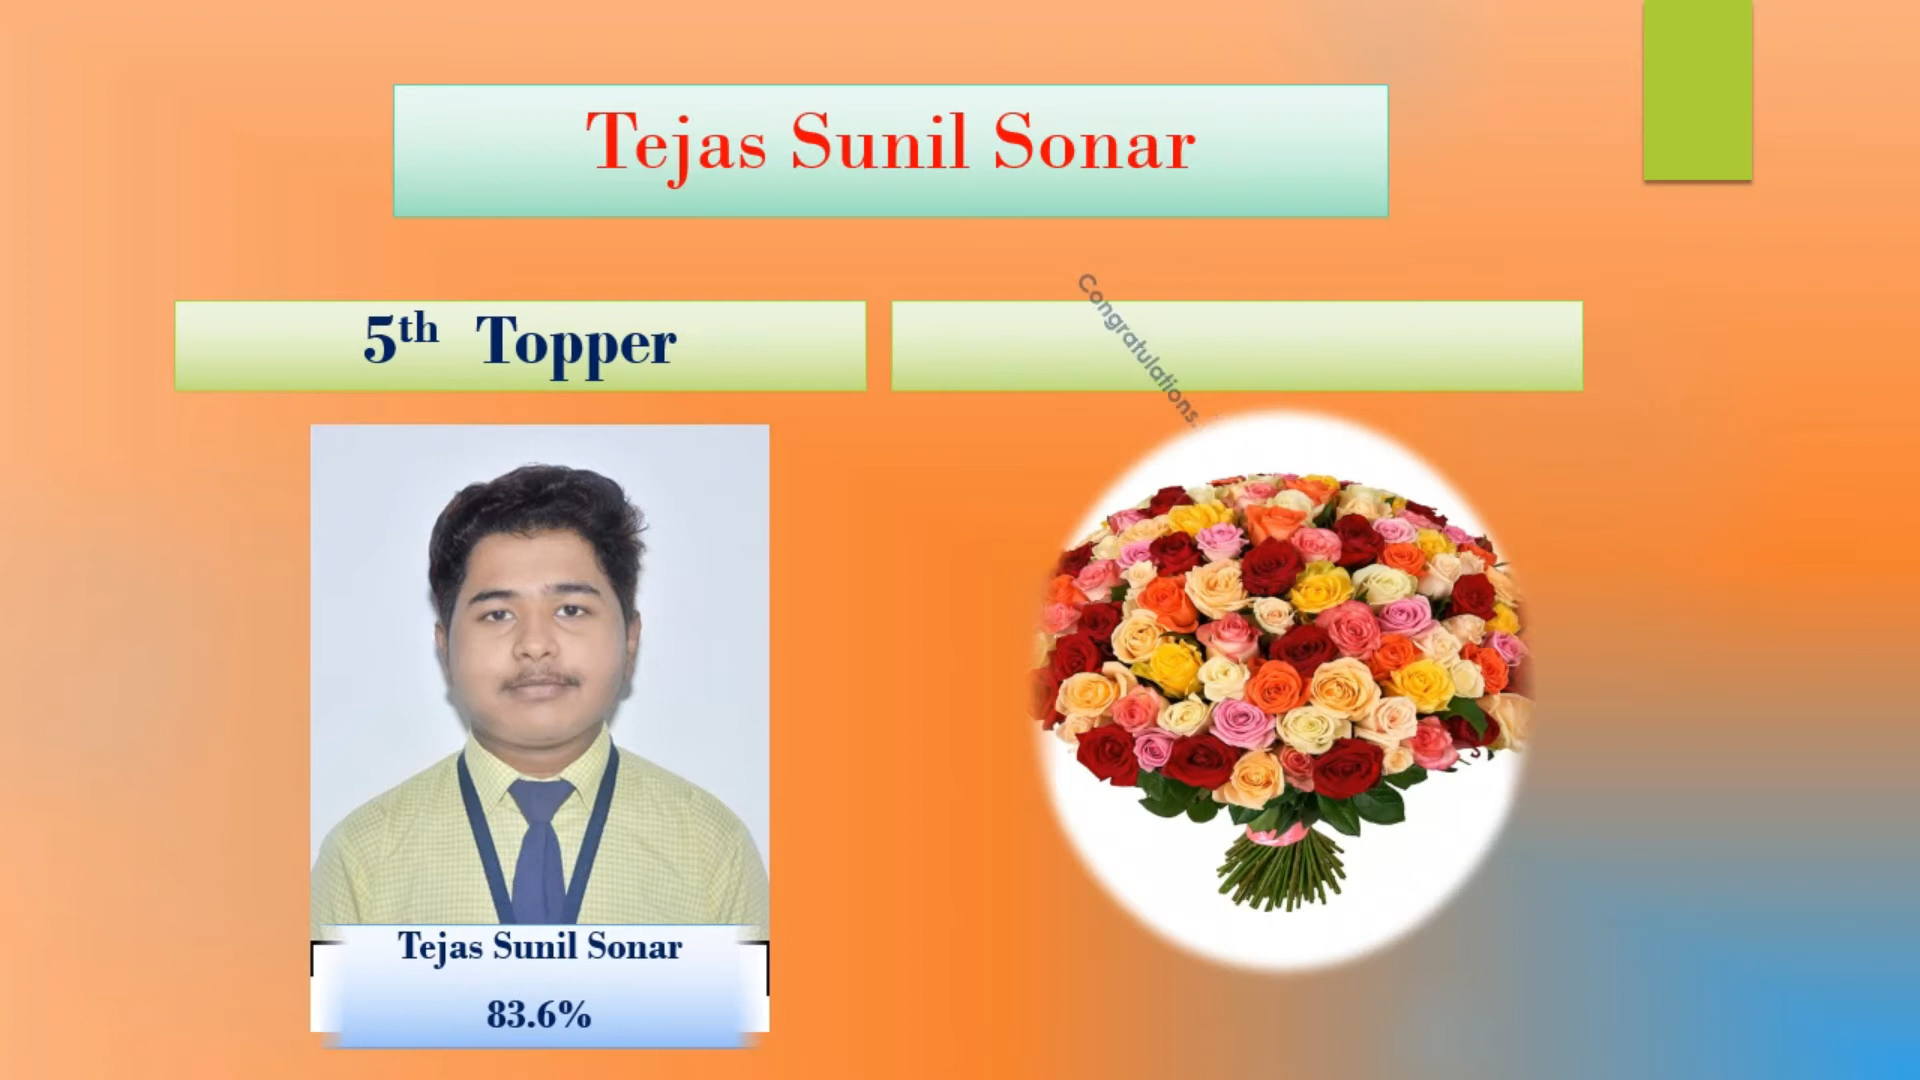 Tejas Sunil Sonar
5th Topper
Congratulations.
Tejas Sunil Sonar
83.6%